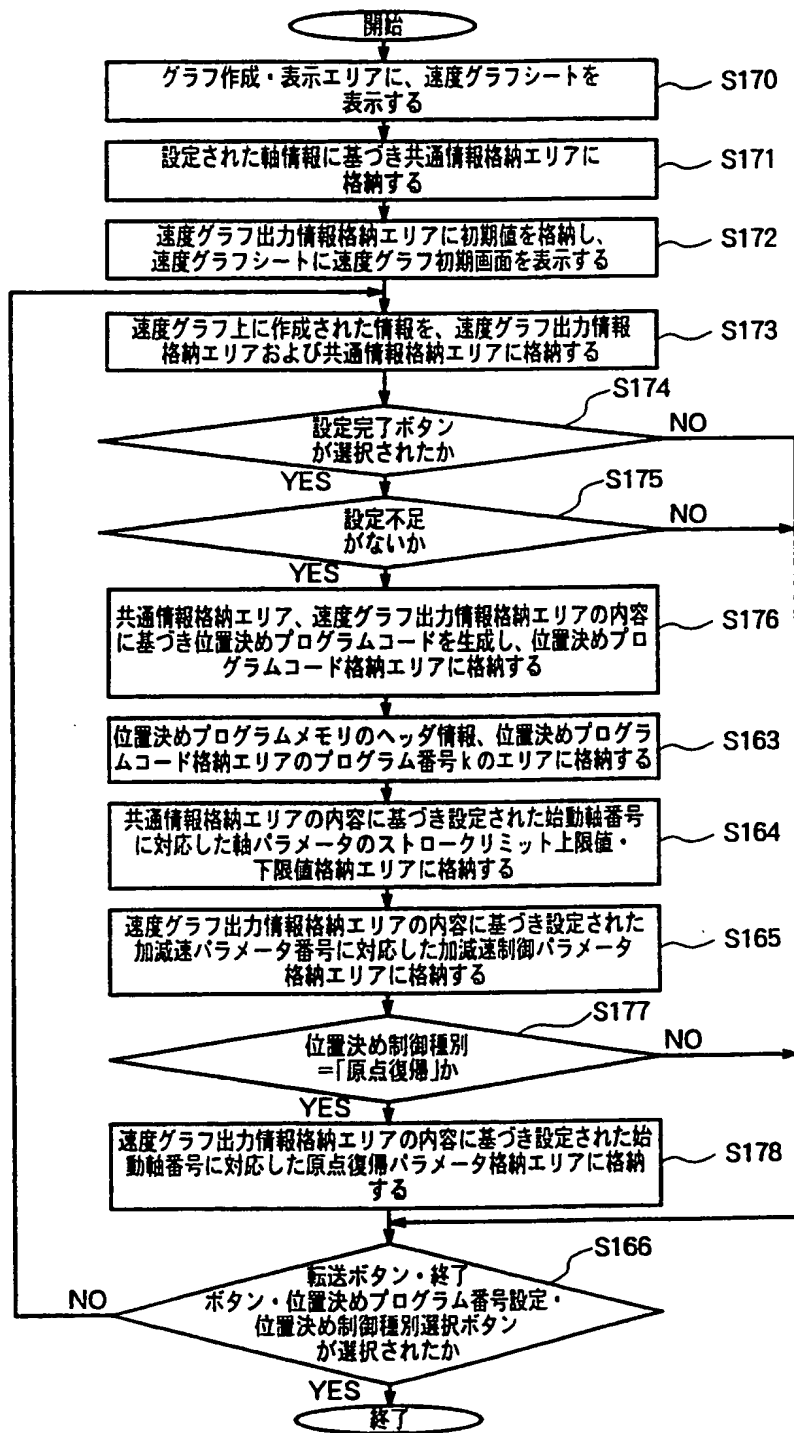 開始
グラフ作成・表示エリアに、速度グラフシートを
表示する
S170
設定された軸情報に基づき共通情報格納エリアに
格納する
S171
速度グラフ出力情報格納エリアに初期値を格納し、
速度グラフシートに速度グラフ初期画面を表示する
S172
速度グラフ上に作成された情報を、速度グラフ出力情報
格納エリアおよび共通情報格納エリアに格納する
S173
S174
設定完了ボタン
が選択されたか
NO
YES
S175
設定不足
がないか
NO
YES
共通情報格納エリア、速度グラフ出力情報格納エリアの内容
に基づき位置決めプログラムコードを生成し、位置決めプロ
グラムコード格納エリアに格納する
S176
位置決めプログラムメモリのヘッダ情報、位置決めプログラ
ムコード格納エリアのプログラム番号kのエリアに格納する
S163
共通情報格納エリアの内容に基づき設定された始動軸番号
に対応した軸パラメータのストロークリミット上限値・
下限値格納エリアに格納する
S164
速度グラフ出力情報格納エリアの内容に基づき設定された
加減速パラメータ番号に対応した加減速制御パラメータ
格納エリアに格納する
S165
S177
位置決め制御種別
=「原点復帰」か
NO
YES
速度グラフ出力情報格納エリアの内容に基づき設定された始
動軸番号に対応した原点復帰パラメータ格納エリアに格納
する
S178
S166
転送ボタン・終了
ボタン・位置決めプログラム番号設定・
位置決め制御種別選択ボタン
が選択されたか
NO
YES
終了